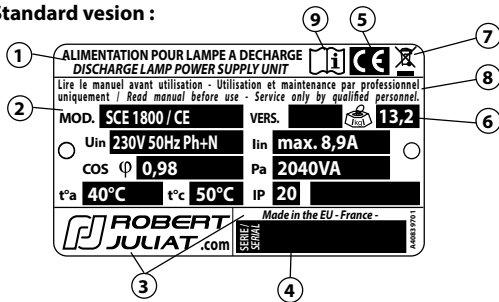 Standard vesion :
9 5
1 7
ALIMENTATION POUR LAMPE A DECHARGE
DISCHARGE LAMP POWER SUPPLY UNIT
i CE
Lire le manuel avant utilisation - Utilisation et maintenance par professionnel
uniquement / Read manual before use - Service only by qualified personnel.
8
2
MOD. SCE 1800 / CE VERS. kg 13,2
6
Uin 230V 50Hz Ph+N Iin max. 8,9A
COS φ 0,98 Pa 2040VA
t°a 40°C t°c 50°C IP 20
ROBERT
JULIAT.com
Made in the EU - France -
SERIE/
SERIAL
A40839701
3
4